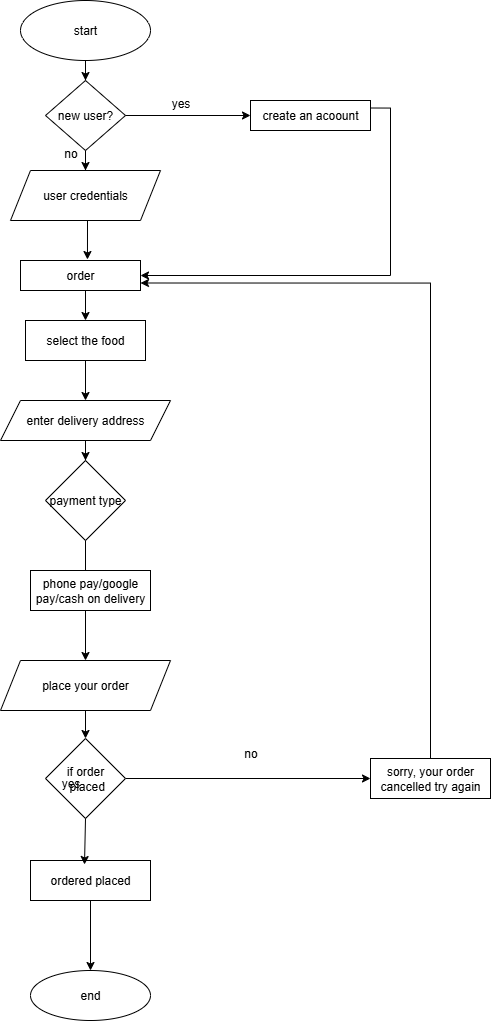 start
new user?
yes
create an acoount
no
user credentials
order
select the food
enter delivery address
payment type
phone pay/google
pay/cash on delivery
place your order
if order
placed
yes
no
sorry, your order
cancelled try again
ordered placed
end